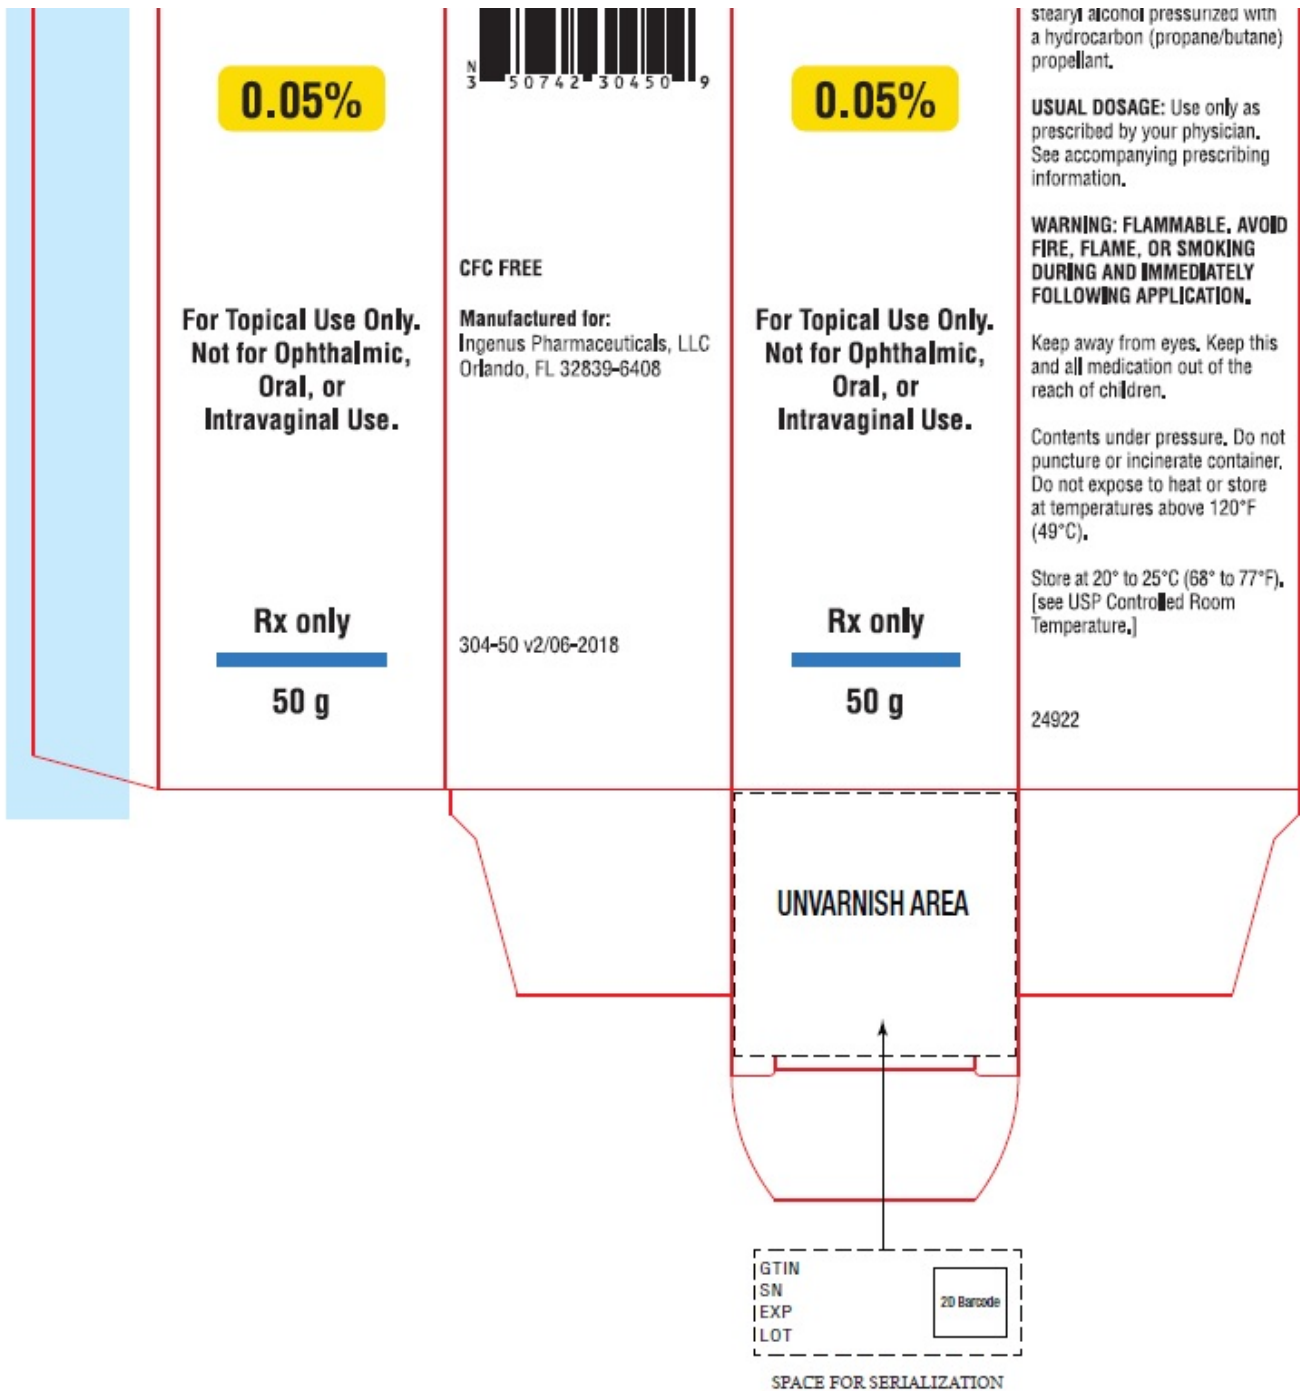 0.05%
For Topical Use Only.
Not for Ophthalmic,
Oral, or
Intravaginal Use.
Rx only
50 g
N
3 50742 30450 9
CFC FREE
Manufactured for:
Ingenus Pharmaceuticals, LLC
Orlando, FL 32839-6408
304-50 v2/06-2018
0.05%
For Topical Use Only.
Not for Ophthalmic,
Oral, or
Intravaginal Use.
Rx only
50 g
stearyl alcohol pressurized with
a hydrocarbon (propane/butane)
propellant.
USUAL DOSAGE: Use only as
prescribed by your physician.
See accompanying prescribing
information.
WARNING: FLAMMABLE. AVOID
FIRE, FLAME, OR SMOKING
DURING AND IMMEDIATELY
FOLLOWING APPLICATION.
Keep away from eyes. Keep this
and all medication out of the
reach of children.
Contents under pressure. Do not
puncture or incinerate container.
Do not expose to heat or store
at temperatures above 120°F
(49°C).
Store at 20° to 25°C (68° to 77°F).
[see USP Controlled Room
Temperature.]
24922
UNVARNISH AREA
GTIN
SN
EXP
LOT
2D Barcode
SPACE FOR SERIALIZATION